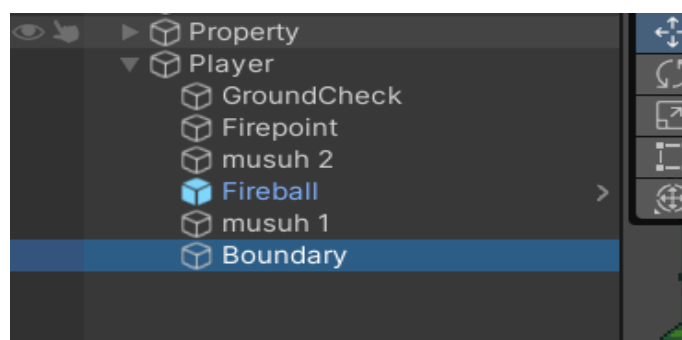 Property
Player
GroundCheck
Firepoint
musuh 2
Fireball
musuh 1
Boundary